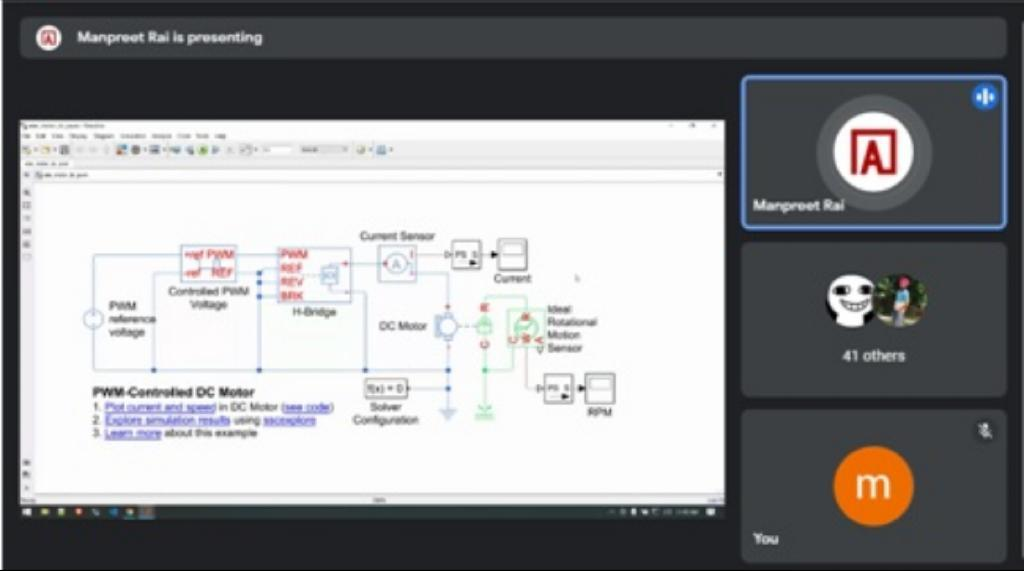 Manpreet Rai is presenting
Current Sensor
+ref PWM
-ref REF
Controlled PWM
Voltage
PWM
REF
REV
BRK
H-Bridge
A
PS S
Current
PWM
reference
voltage
DC Motor
Ideal
Rotational
Motion
Sensor
PS S
RPM
f(x) = 0
Solver
Configuration
PWM-Controlled DC Motor
1. Plot current and speed in DC Motor (see code)
2. Explore simulation results using sscexplore
3. Learn more about this example
A
Manpreet Rai
41 others
m
You